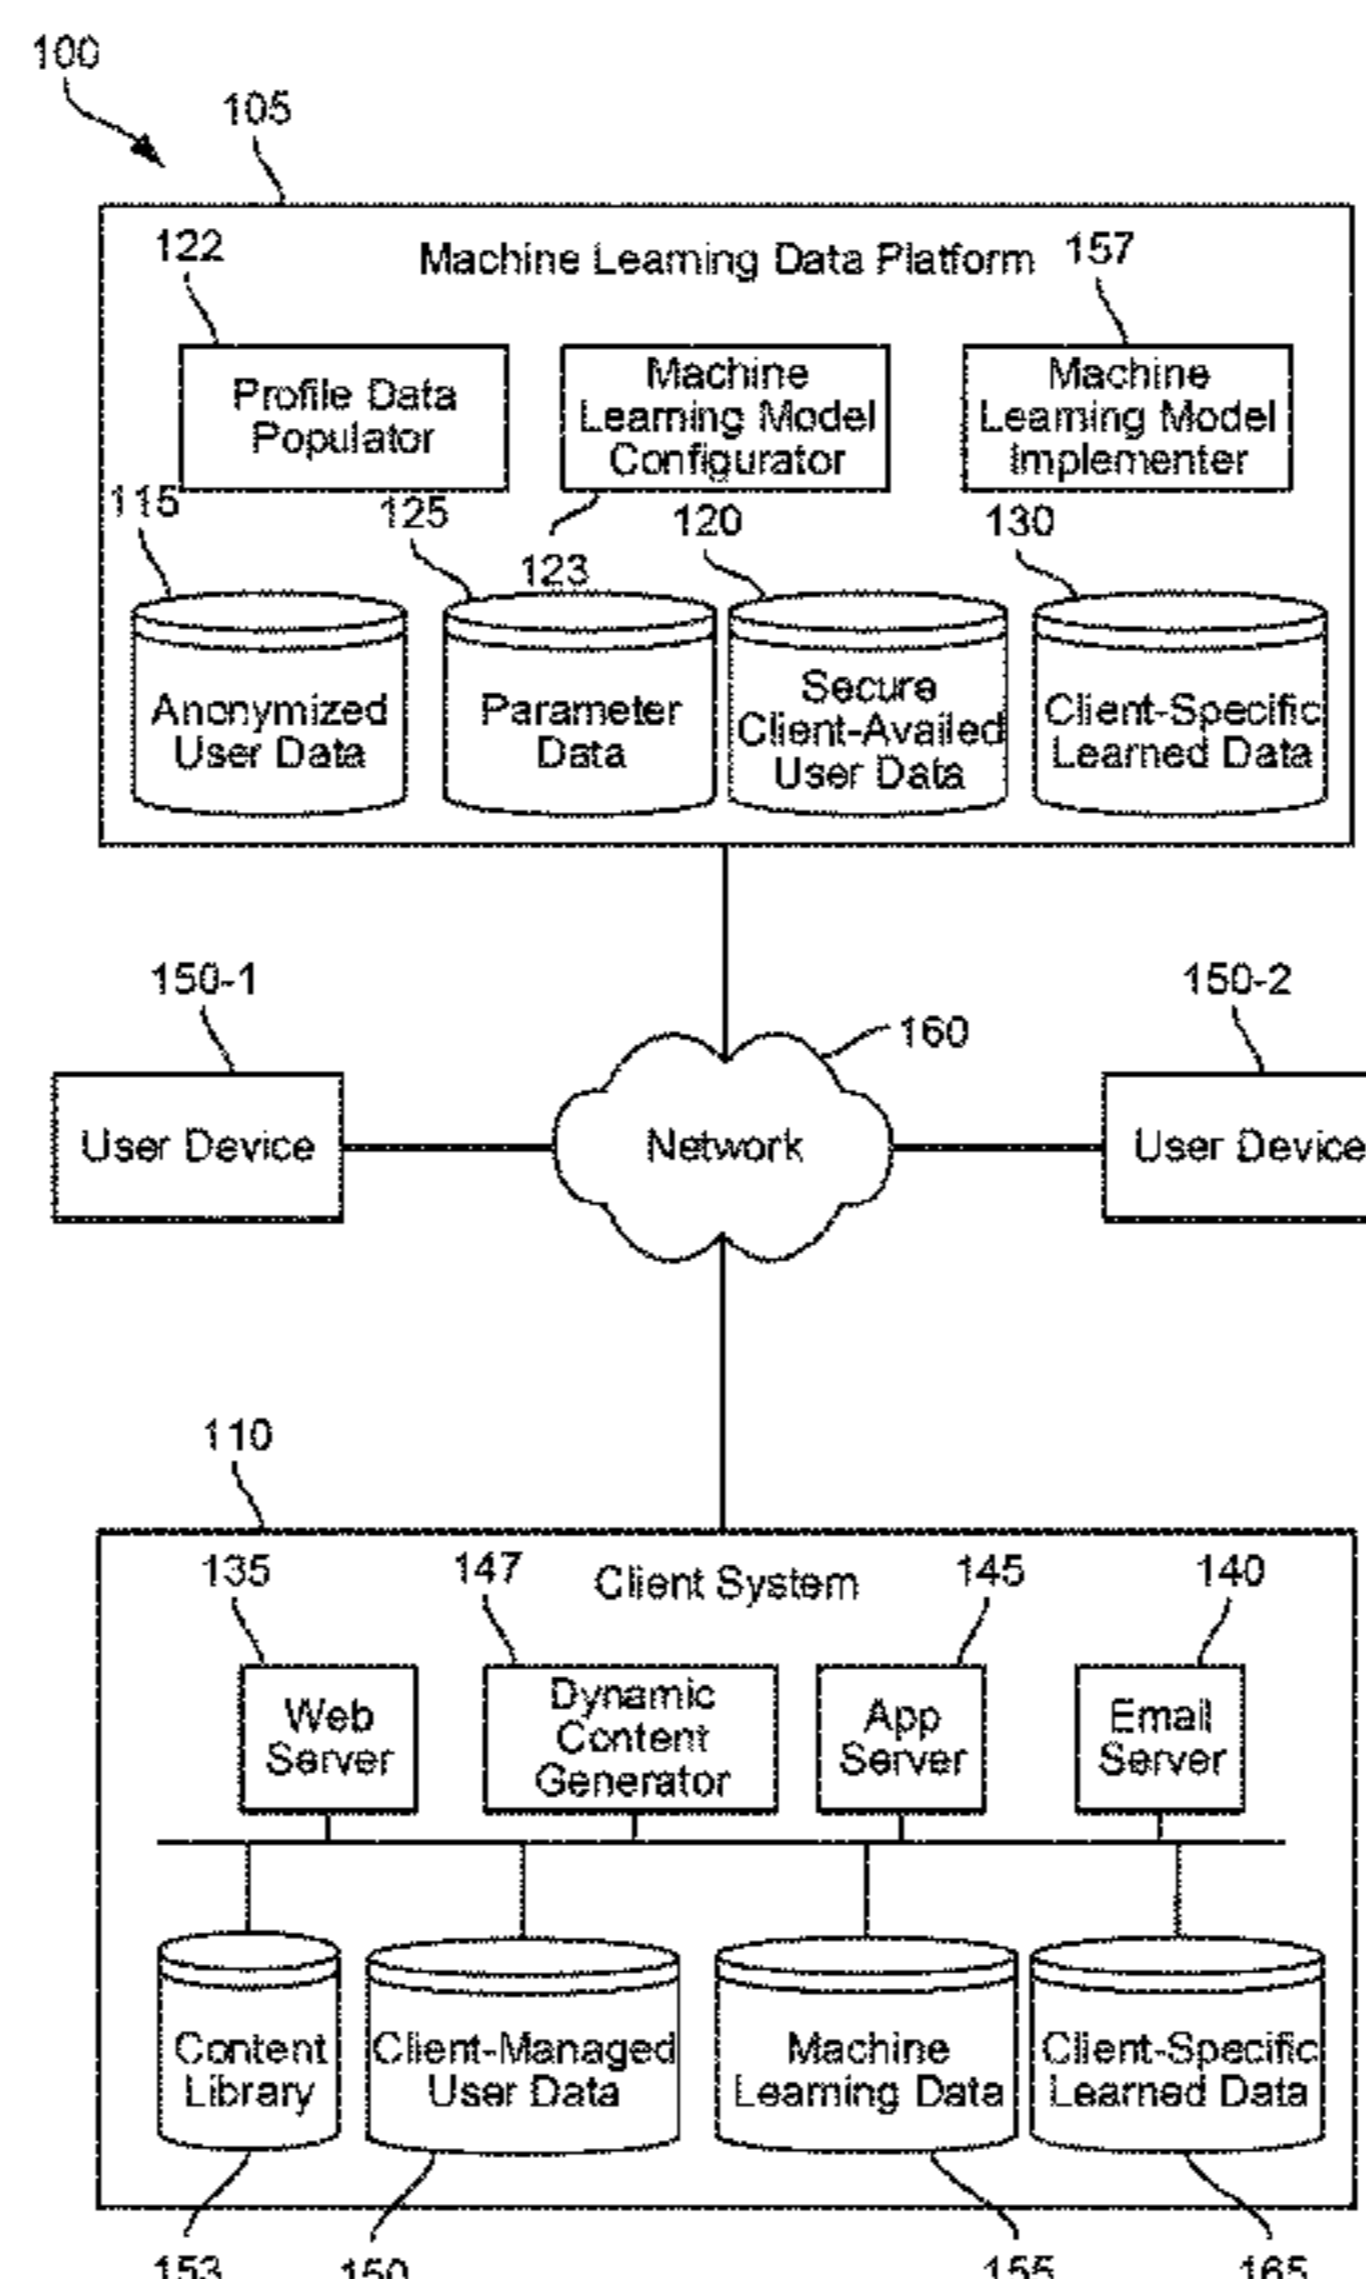 100
105
122
Machine Learning Data Platform
157
Profile Data
Populator
Machine
Learning Model
Configurator
Machine
Learning Model
Implementer
115
125
123
120
130
Anonymized
User Data
Parameter
Data
Secure
Client-Availed
User Data
Client-Specific
Learned Data
150-1
150-2
160
User Device
Network
User Device
110
135
147
Client System
145
140
Web
Server
Dynamic
Content
Generator
App
Server
Email
Server
Content
Library
Client-Managed
User Data
Machine
Learning Data
Client-Specific
Learned Data
153
150
155
165